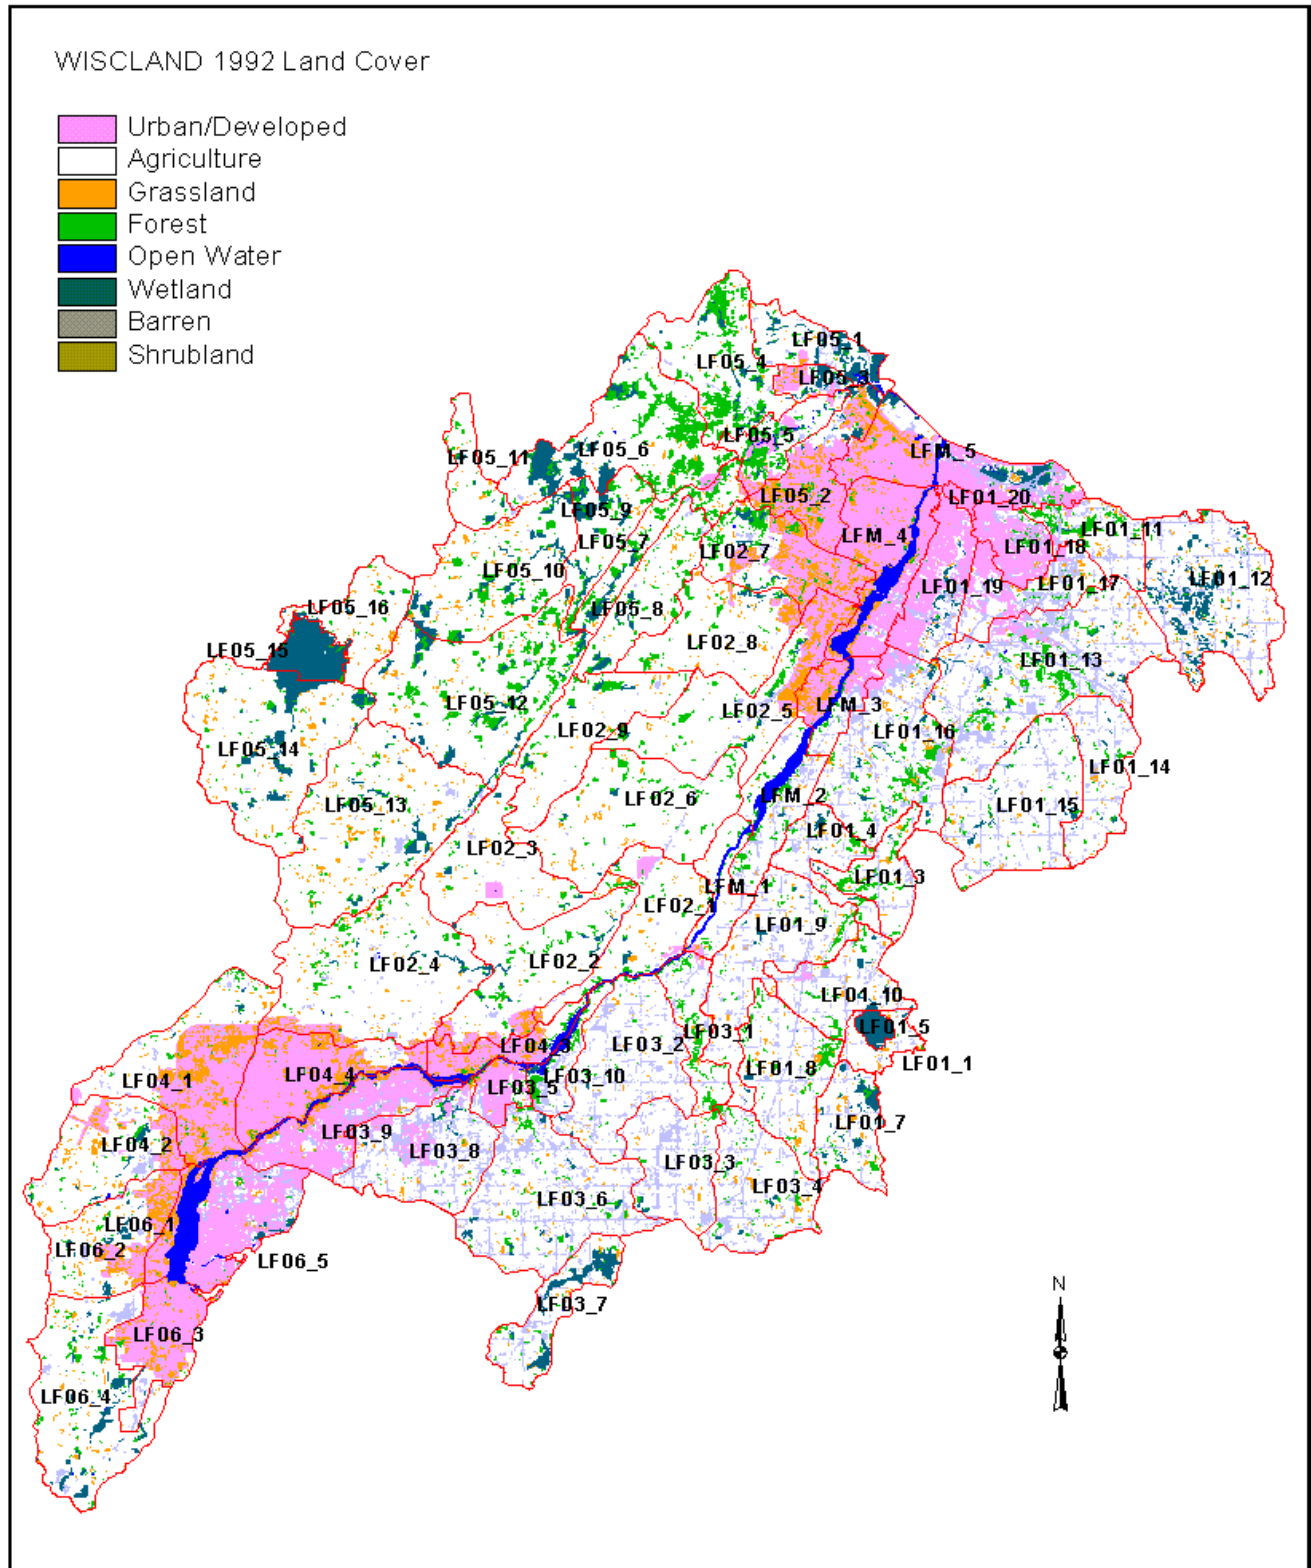 WISCLAND 1992 Land Cover
Urban/Developed
Agriculture
Grassland
Forest
Open Water
Wetland
Barren
Shrubland
LF05_1
LF05_4
LF05_3
LF05_5
LF05_6
LF05_11
LFM_5
LF05_2
LF01_20
LF05_9
LF01_11
LFM_4
LF05_7
LF01_18
LF02_7
LF05_10
LF01_12
LF01_17
LF01_19
LF05_16
LF05_8
LF02_8
LF05_15
LF01_13
LF05_12
LFM_3
LF02_5
LF02_9
LF01_16
LF05_14
LF01_14
LFM_2
LF02_6
LF05_13
LF01_15
LF01_4
LF02_3
LF01_3
LFM_1
LF02_1
LF01_9
LF02_2
LF02_4
LF04_10
LF01_5
LF03_1
LF03_2
LF04_3
LF01_1
LF01_8
LF04_4
LF03_10
LF04_1
LF03_5
LF01_7
LF03_9
LF04_2
LF03_8
LF03_3
LF03_4
LF03_6
LF06_1
LF06_2
LF06_5
N
LF03_7
LF06_3
LF06_4